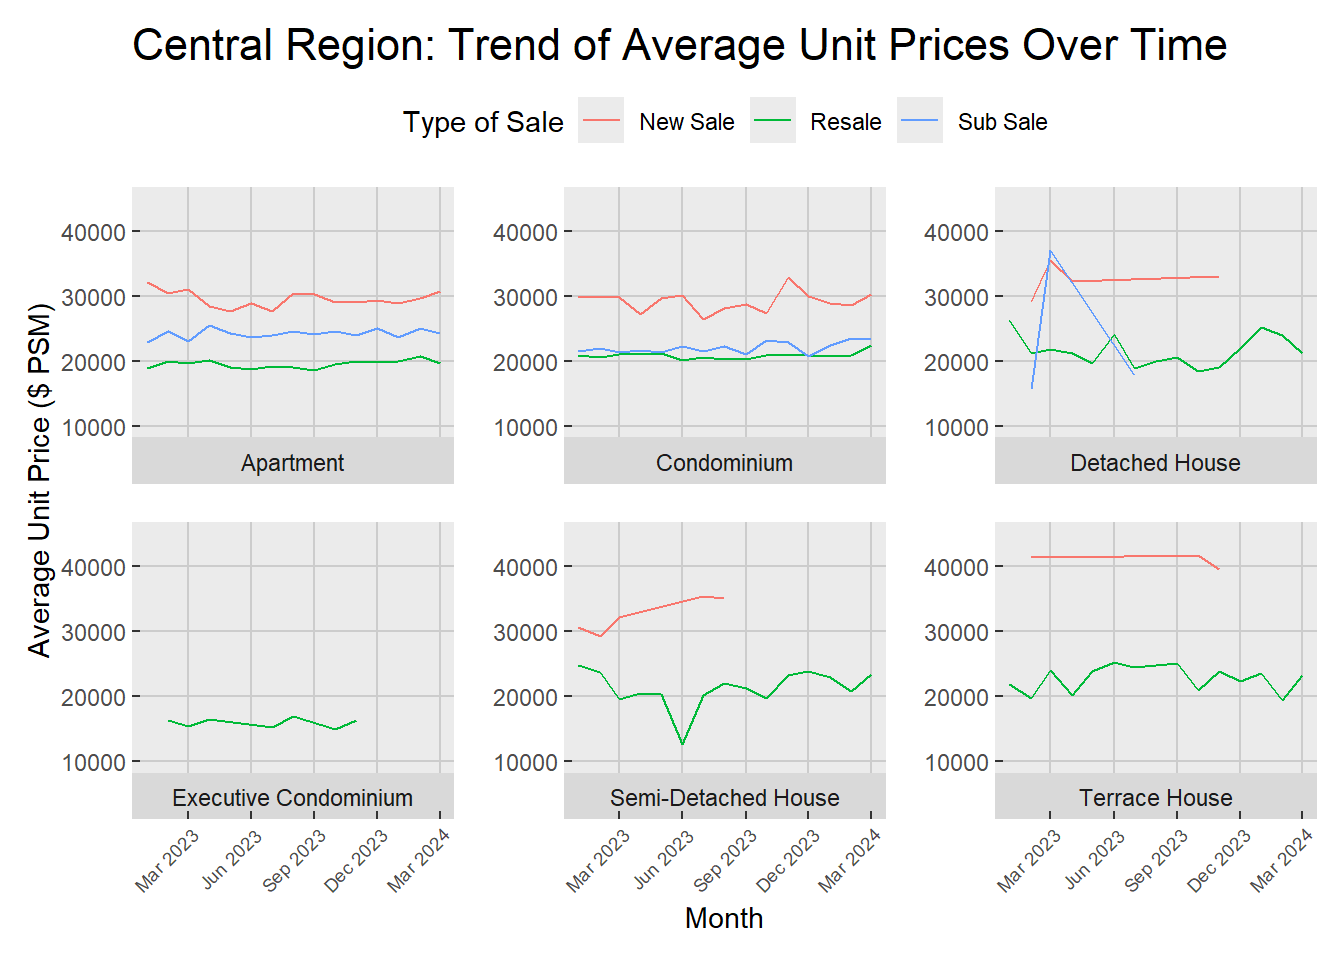 Central Region: Trend of Average Unit Prices Over Time
Type of Sale New Sale Resale Sub Sale
Average Unit Price ($ PSM)
40000 40000 40000
30000 30000 30000
20000 20000 20000
10000 10000 10000
Apartment Condominium Detached House
40000 40000 40000
30000 30000 30000
20000 20000 20000
10000 10000 10000
Executive Condominium Semi-Detached House Terrace House
Mar 2023 Jun 2023 Sep 2023 Dec 2023 Mar 2024 Mar 2023 Jun 2023 Sep 2023 Dec 2023 Mar 2024 Mar 2023 Jun 2023 Sep 2023 Dec 2023 Mar 2024
Month